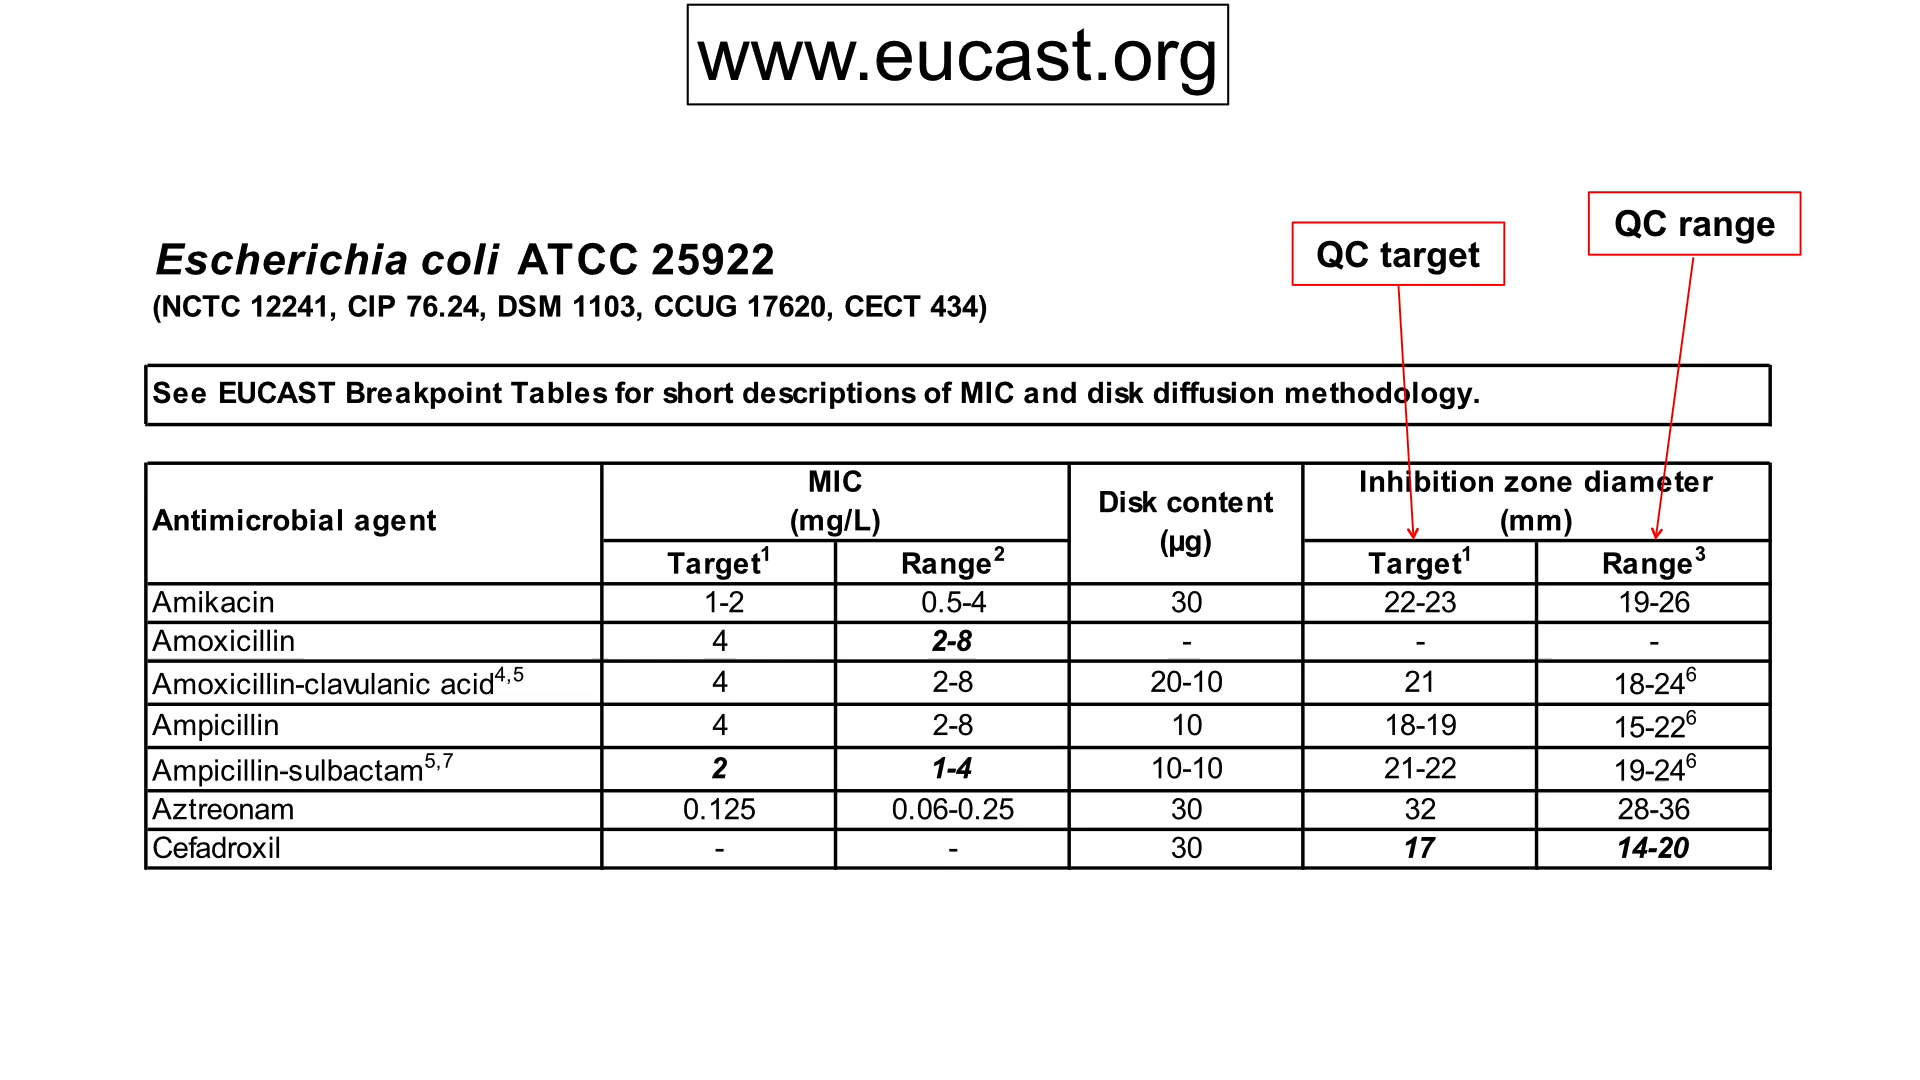 www.eucast.org
QC range
QC target
Escherichia coli ATCC 25922
(NCTC 12241, CIP 76.24, DSM 1103, CCUG 17620, CECT 434)
See EUCAST Breakpoint Tables for short descriptions of MIC and disk diffusion methodology.
Antimicrobial agent MIC (mg/L) Disk content (µg) Inhibition zone diameter (mm)
Target¹ Range² Target¹ Range³
Amikacin 1-2 0.5-4 30 22-23 19-26
Amoxicillin 4 2-8 - - -
Amoxicillin-clavulanic acid⁴,⁵ 4 2-8 20-10 21 18-24⁶
Ampicillin 4 2-8 10 18-19 15-22⁶
Ampicillin-sulbactam⁵,⁷ 2 1-4 10-10 21-22 19-24⁶
Aztreonam 0.125 0.06-0.25 30 32 28-36
Cefadroxil - - 30 17 14-20